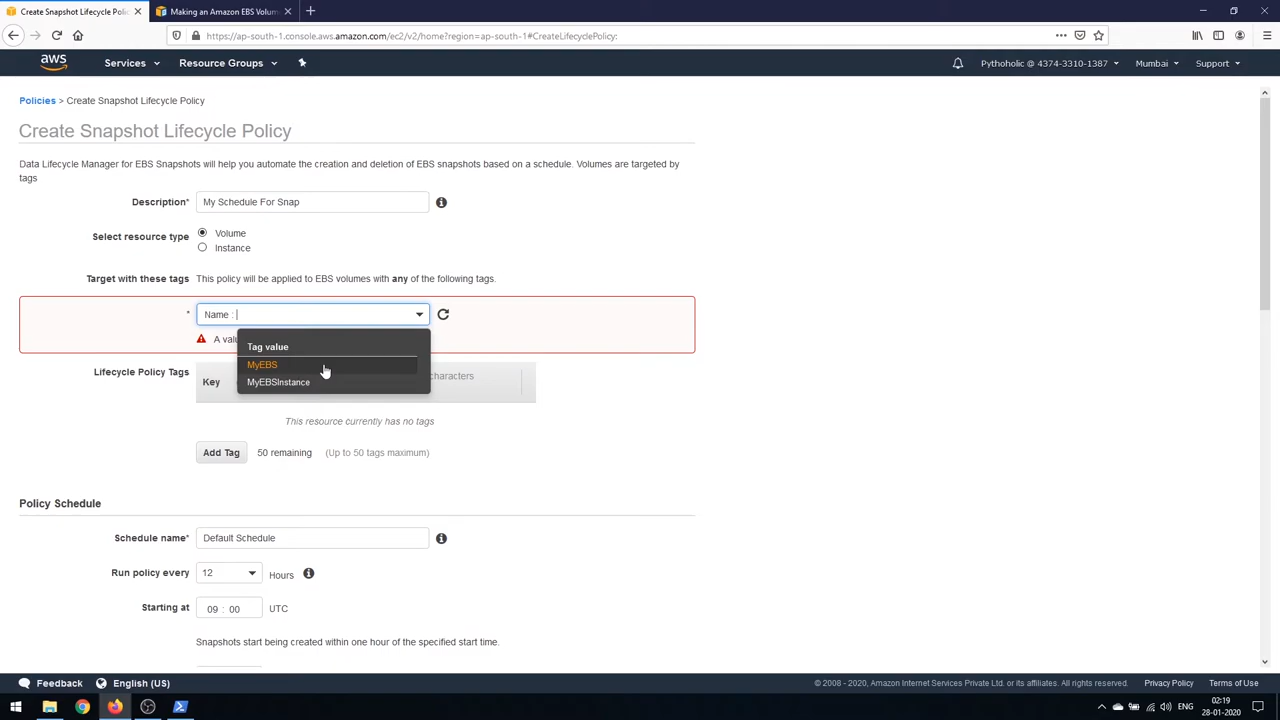 Create Snapshot Lifecycle Polic
Making an Amazon EBS Volum
https://ap-south-1.console.aws.amazon.com/ec2/v2/home?region=ap-south-1#CreateLifecyclePolicy:
aws
Services
Resource Groups
Pythoholic @ 4374-3310-1387
Mumbai
Support
Policies > Create Snapshot Lifecycle Policy
Create Snapshot Lifecycle Policy
Data Lifecycle Manager for EBS Snapshots will help you automate the creation and deletion of EBS snapshots based on a schedule. Volumes are targeted by
tags
Description* My Schedule For Snap
Select resource type
Volume
Instance
Target with these tags This policy will be applied to EBS volumes with any of the following tags.
* Name :
A valu
Tag value
MyEBS
MyEBSInstance
Lifecycle Policy Tags
Key
characters
This resource currently has no tags
Add Tag 50 remaining (Up to 50 tags maximum)
Policy Schedule
Schedule name* Default Schedule
Run policy every 12 Hours
Starting at 09 : 00 UTC
Snapshots start being created within one hour of the specified start time.
Feedback English (US) © 2008 - 2020, Amazon Internet Services Private Ltd. or its affiliates. All rights reserved. Privacy Policy Terms of Use
ENG
02:19
28-01-2020